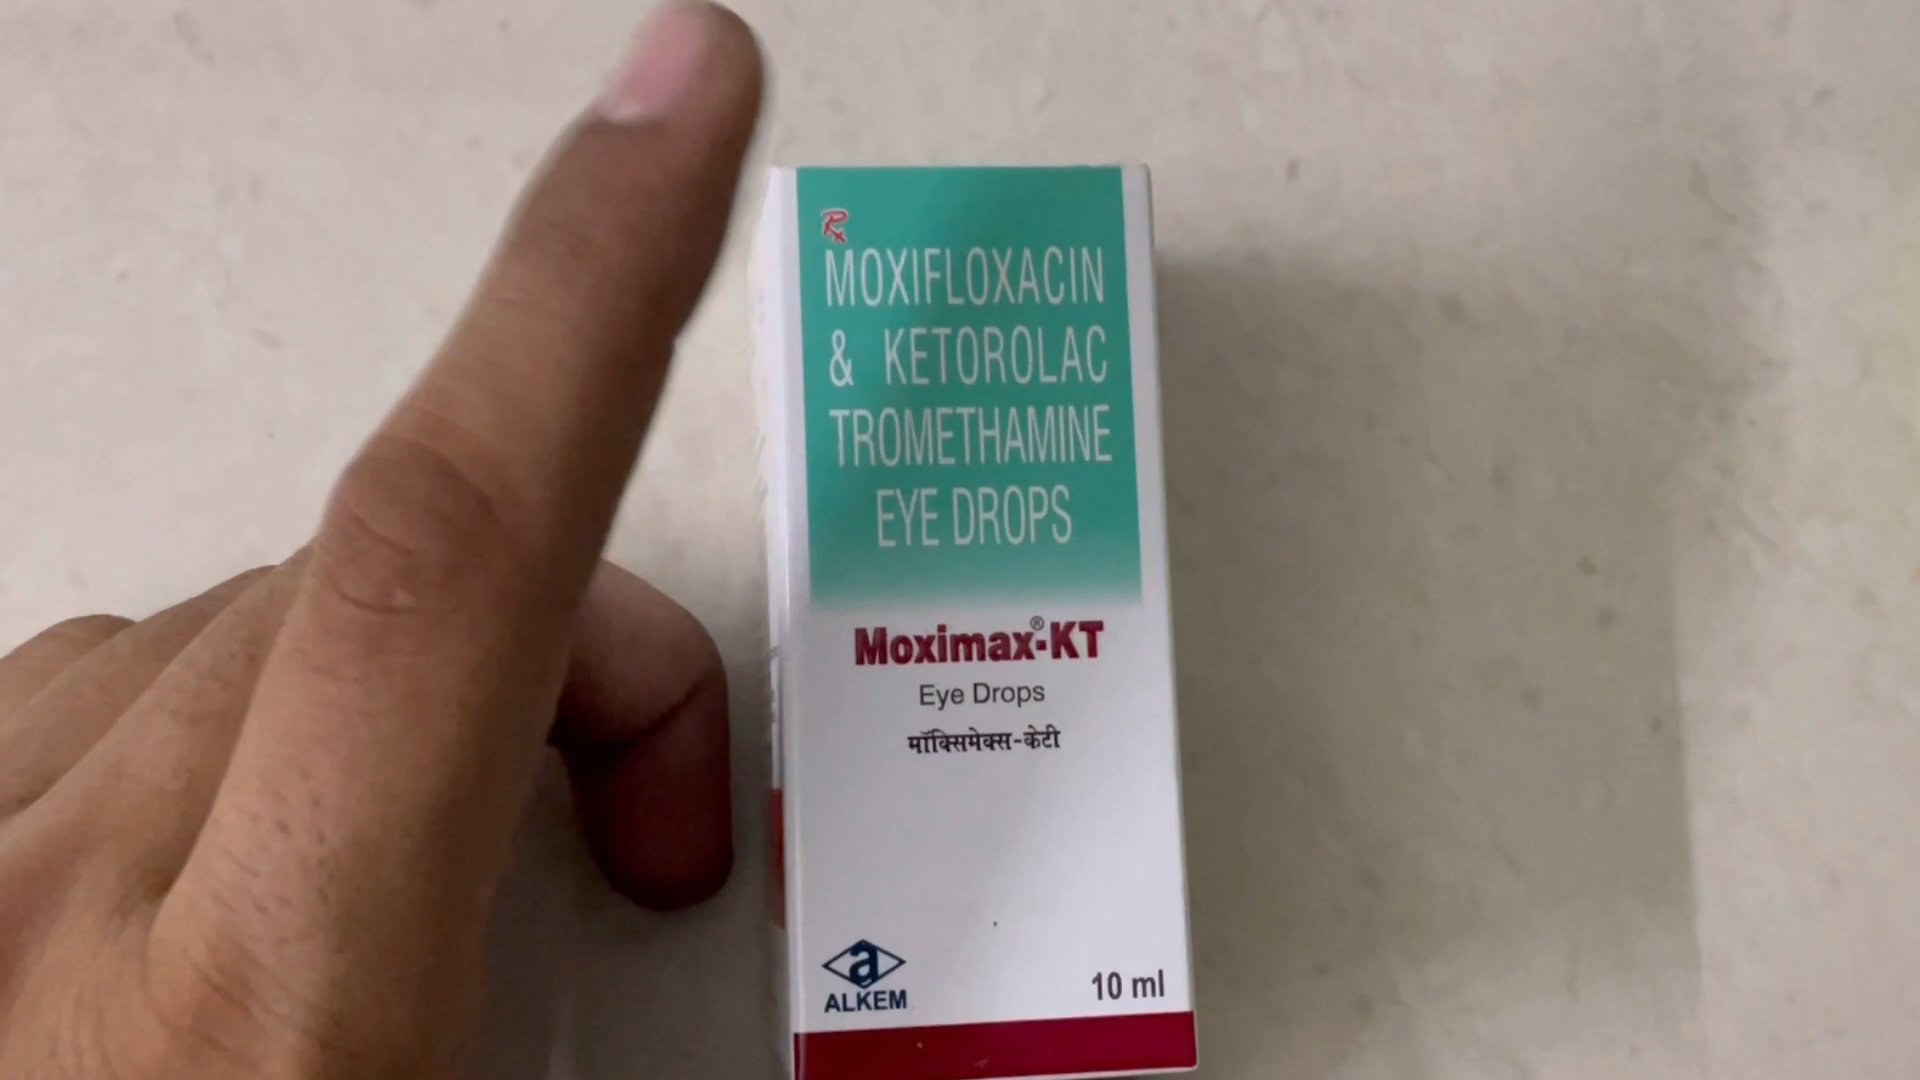 Rx
MOXIFLOXACIN
& KETOROLAC
TROMETHAMINE
EYE DROPS
Moximax®-KT
Eye Drops
मॉक्सिमेक्स-केटी
a
ALKEM
10 ml